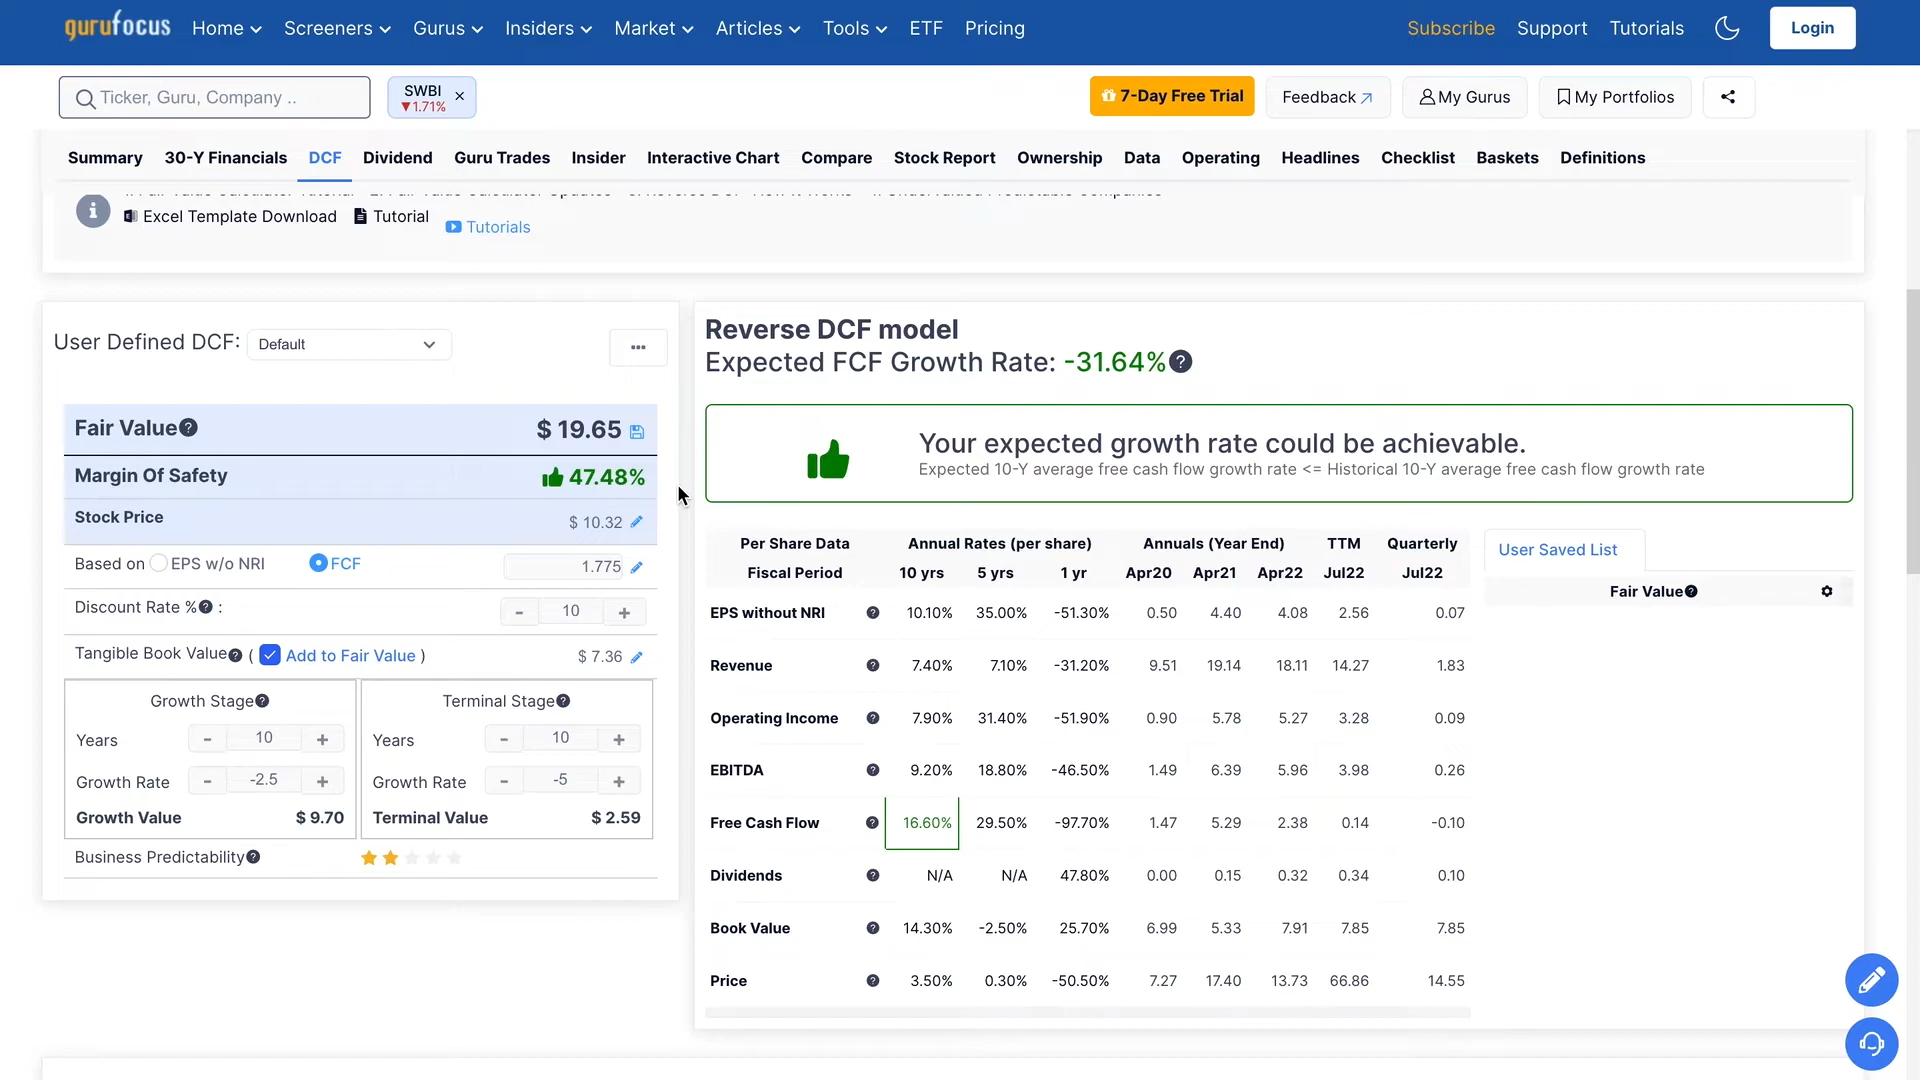 gurufocus Home Screeners Gurus Insiders Market Articles Tools ETF Pricing Subscribe Support Tutorials Login
Ticker, Guru, Company ..
SWBI
▼1.71%
×
7-Day Free Trial
Feedback
My Gurus
My Portfolios
Summary 30-Y Financials DCF Dividend Guru Trades Insider Interactive Chart Compare Stock Report Ownership Data Operating Headlines Checklist Baskets Definitions
Excel Template Download Tutorial
Tutorials
User Defined DCF: Default
...
Fair Value $ 19.65
Margin Of Safety 47.48%
Stock Price $ 10.32
Based on EPS w/o NRI FCF 1.775
Discount Rate % : - 10 +
Tangible Book Value ( Add to Fair Value ) $ 7.36
Growth Stage
Years - 10 +
Growth Rate - -2.5 +
Growth Value $ 9.70
Terminal Stage
Years - 10 +
Growth Rate - -5 +
Terminal Value $ 2.59
Business Predictability
Reverse DCF model
Expected FCF Growth Rate: -31.64%
Your expected growth rate could be achievable.
Expected 10-Y average free cash flow growth rate <= Historical 10-Y average free cash flow growth rate
Per Share Data Annual Rates (per share) Annuals (Year End) TTM Quarterly
Fiscal Period 10 yrs 5 yrs 1 yr Apr20 Apr21 Apr22 Jul22 Jul22
EPS without NRI 10.10% 35.00% -51.30% 0.50 4.40 4.08 2.56 0.07
Revenue 7.40% 7.10% -31.20% 9.51 19.14 18.11 14.27 1.83
Operating Income 7.90% 31.40% -51.90% 0.90 5.78 5.27 3.28 0.09
EBITDA 9.20% 18.80% -46.50% 1.49 6.39 5.96 3.98 0.26
Free Cash Flow 16.60% 29.50% -97.70% 1.47 5.29 2.38 0.14 -0.10
Dividends N/A N/A 47.80% 0.00 0.15 0.32 0.34 0.10
Book Value 14.30% -2.50% 25.70% 6.99 5.33 7.91 7.85 7.85
Price 3.50% 0.30% -50.50% 7.27 17.40 13.73 66.86 14.55
User Saved List
Fair Value